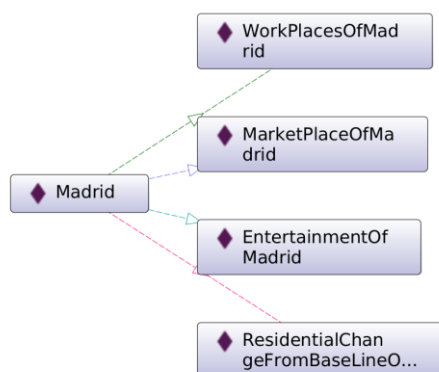 WorkPlacesOfMad
rid
MarketPlaceOfMa
drid
Madrid
EntertainmentOf
Madrid
ResidentialChan
geFromBaseLineO...